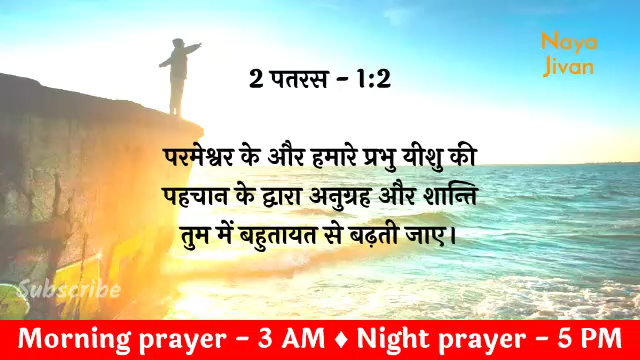 Naya
Jivan
2 पतरस - 1:2
परमेश्वर के और हमारे प्रभु यीशु की
पहचान के द्वारा अनुग्रह और शान्ति
तुम में बहुतायत से बढ़ती जाए।
Subscribe
Morning prayer - 3 AM ♦ Night prayer - 5 PM